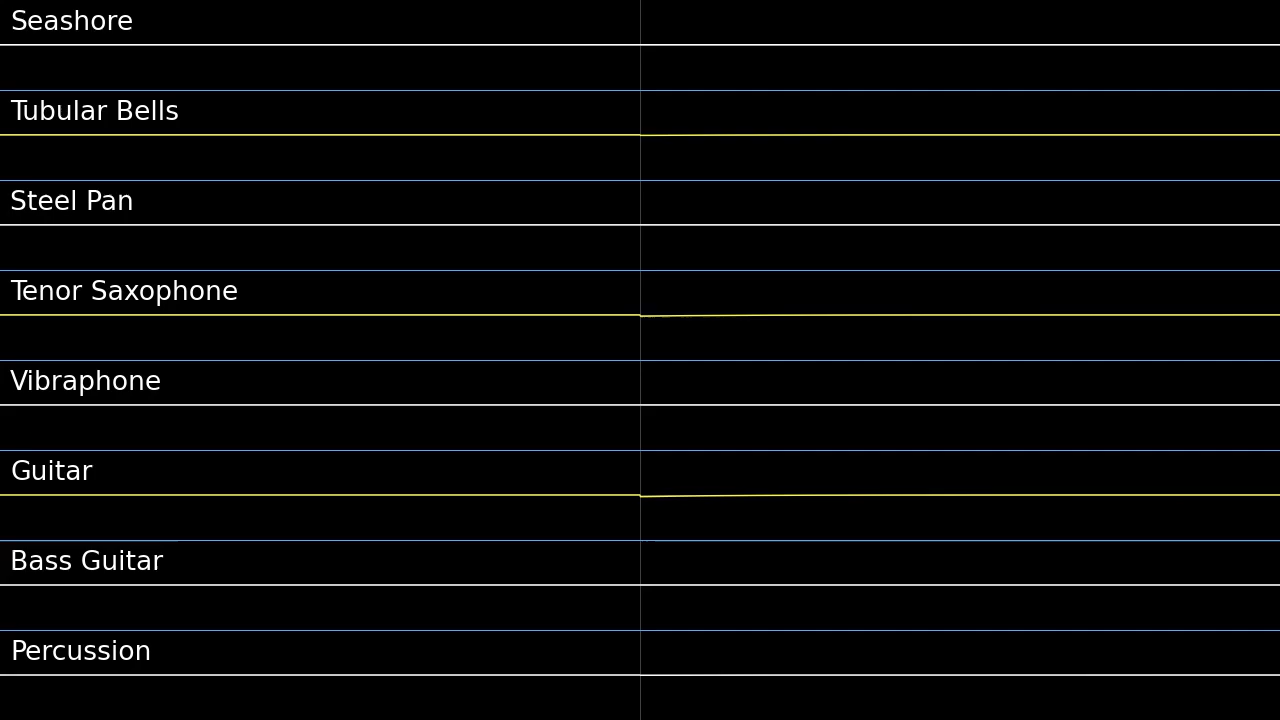 Seashore
Tubular Bells
Steel Pan
Tenor Saxophone
Vibraphone
Guitar
Bass Guitar
Percussion